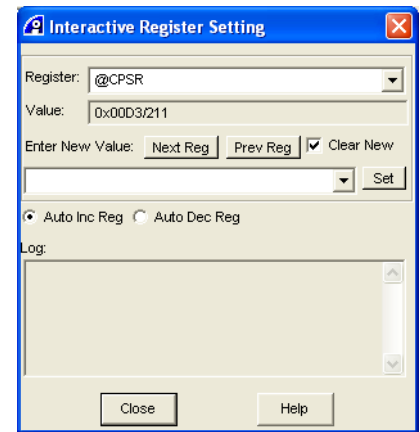 Interactive Register Setting
Register: @CPSR
Value: 0x00D3/211
Enter New Value: Next Reg Prev Reg Clear New
Set
Auto Inc Reg Auto Dec Reg
Log:
Close Help